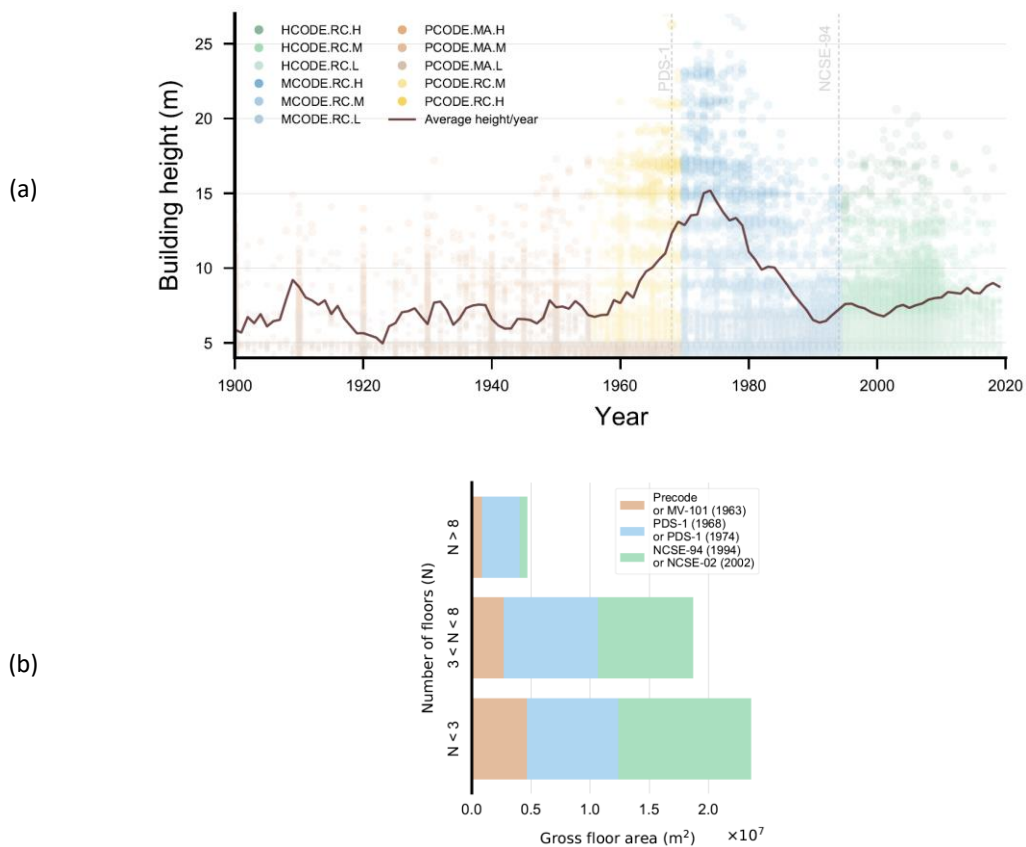 (a)
Building height (m)
25
20
15
10
5
HCODE.RC.H
HCODE.RC.M
HCODE.RC.L
MCODE.RC.H
MCODE.RC.M
MCODE.RC.L
PCODE.MA.H
PCODE.MA.M
PCODE.MA.L
PCODE.RC.M
PCODE.RC.H
Average height/year
PDS-1
NCSE-94
1900
1920
1940
1960
1980
2000
2020
Year
(b)
Number of floors (N)
N > 8
3 < N < 8
N < 3
Precode
or MV-101 (1963)
PDS-1 (1968)
or PDS-1 (1974)
NCSE-94 (1994)
or NCSE-02 (2002)
0.0
0.5
1.0
1.5
2.0
×10⁷
Gross floor area (m²)